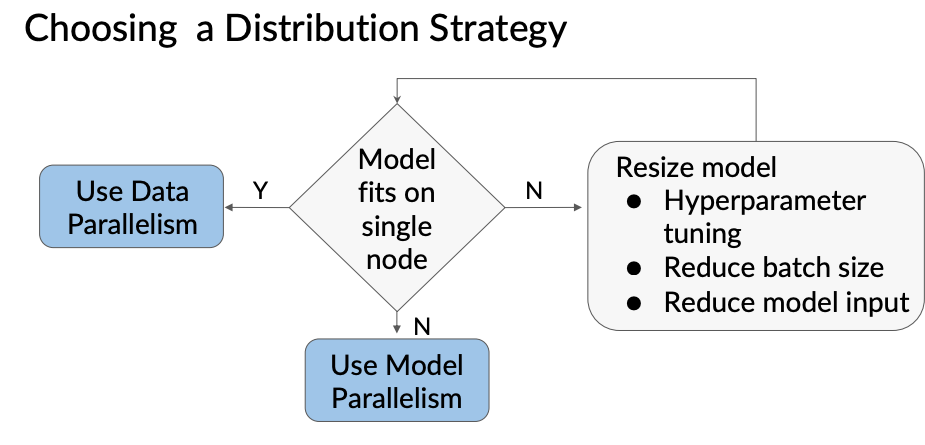 Choosing a Distribution Strategy
Model
fits on
single
node
Y
Use Data
Parallelism
N
Resize model
● Hyperparameter
tuning
● Reduce batch size
● Reduce model input
N
Use Model
Parallelism